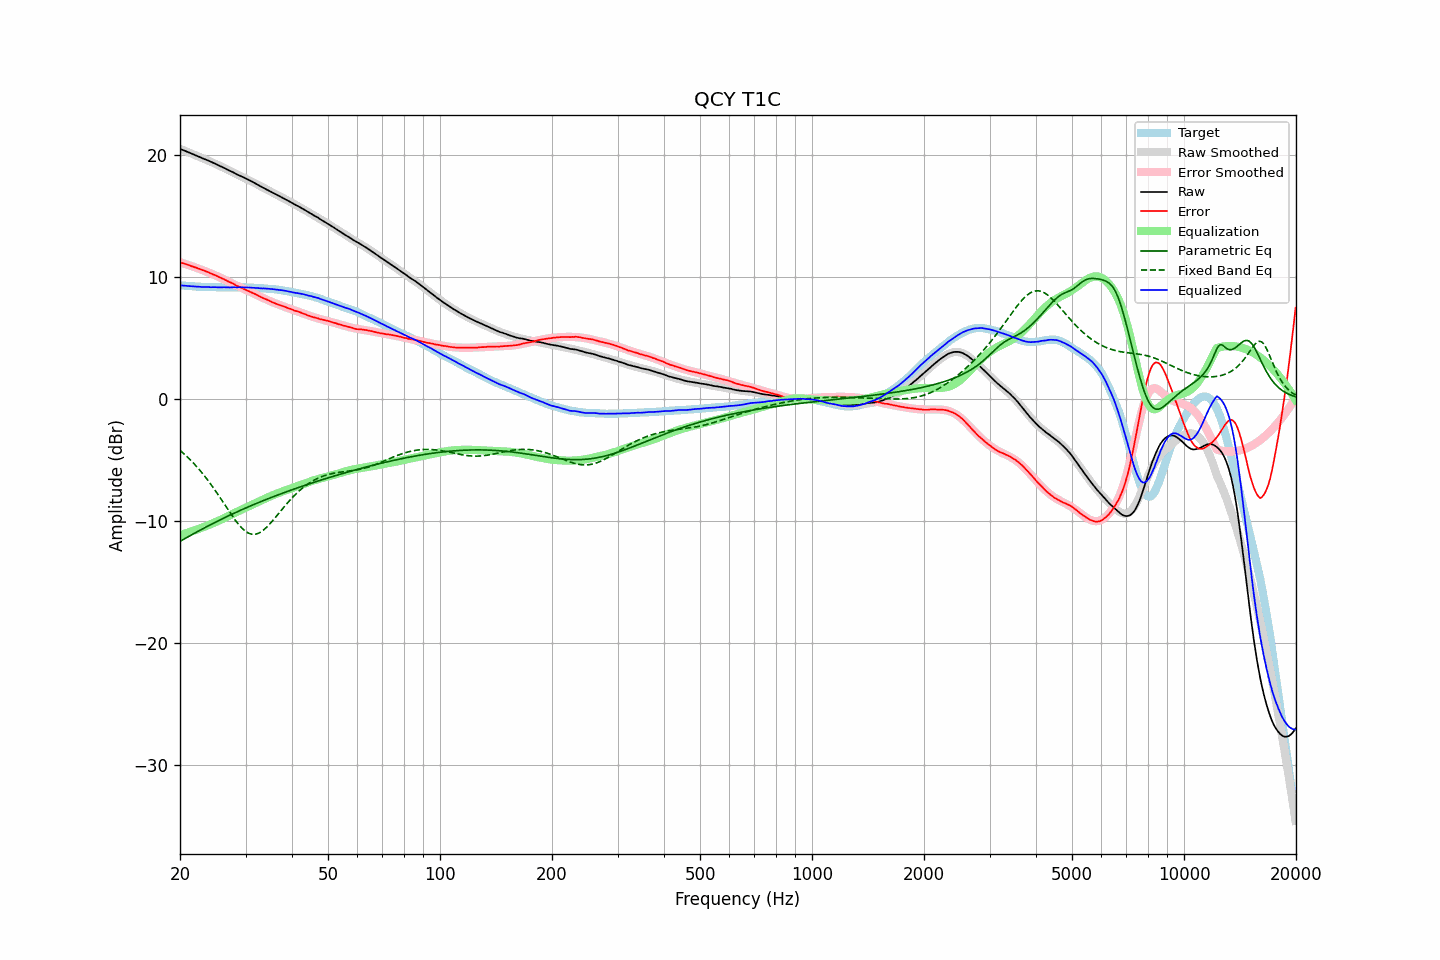 QCY T1C
Target
Raw Smoothed
Error Smoothed
Raw
Error
Equalization
Parametric Eq
Fixed Band Eq
Equalized
20
10
0
−10
−20
−30
Amplitude (dBr)
20 50 100 200 500 1000 2000 5000 10000 20000
Frequency (Hz)